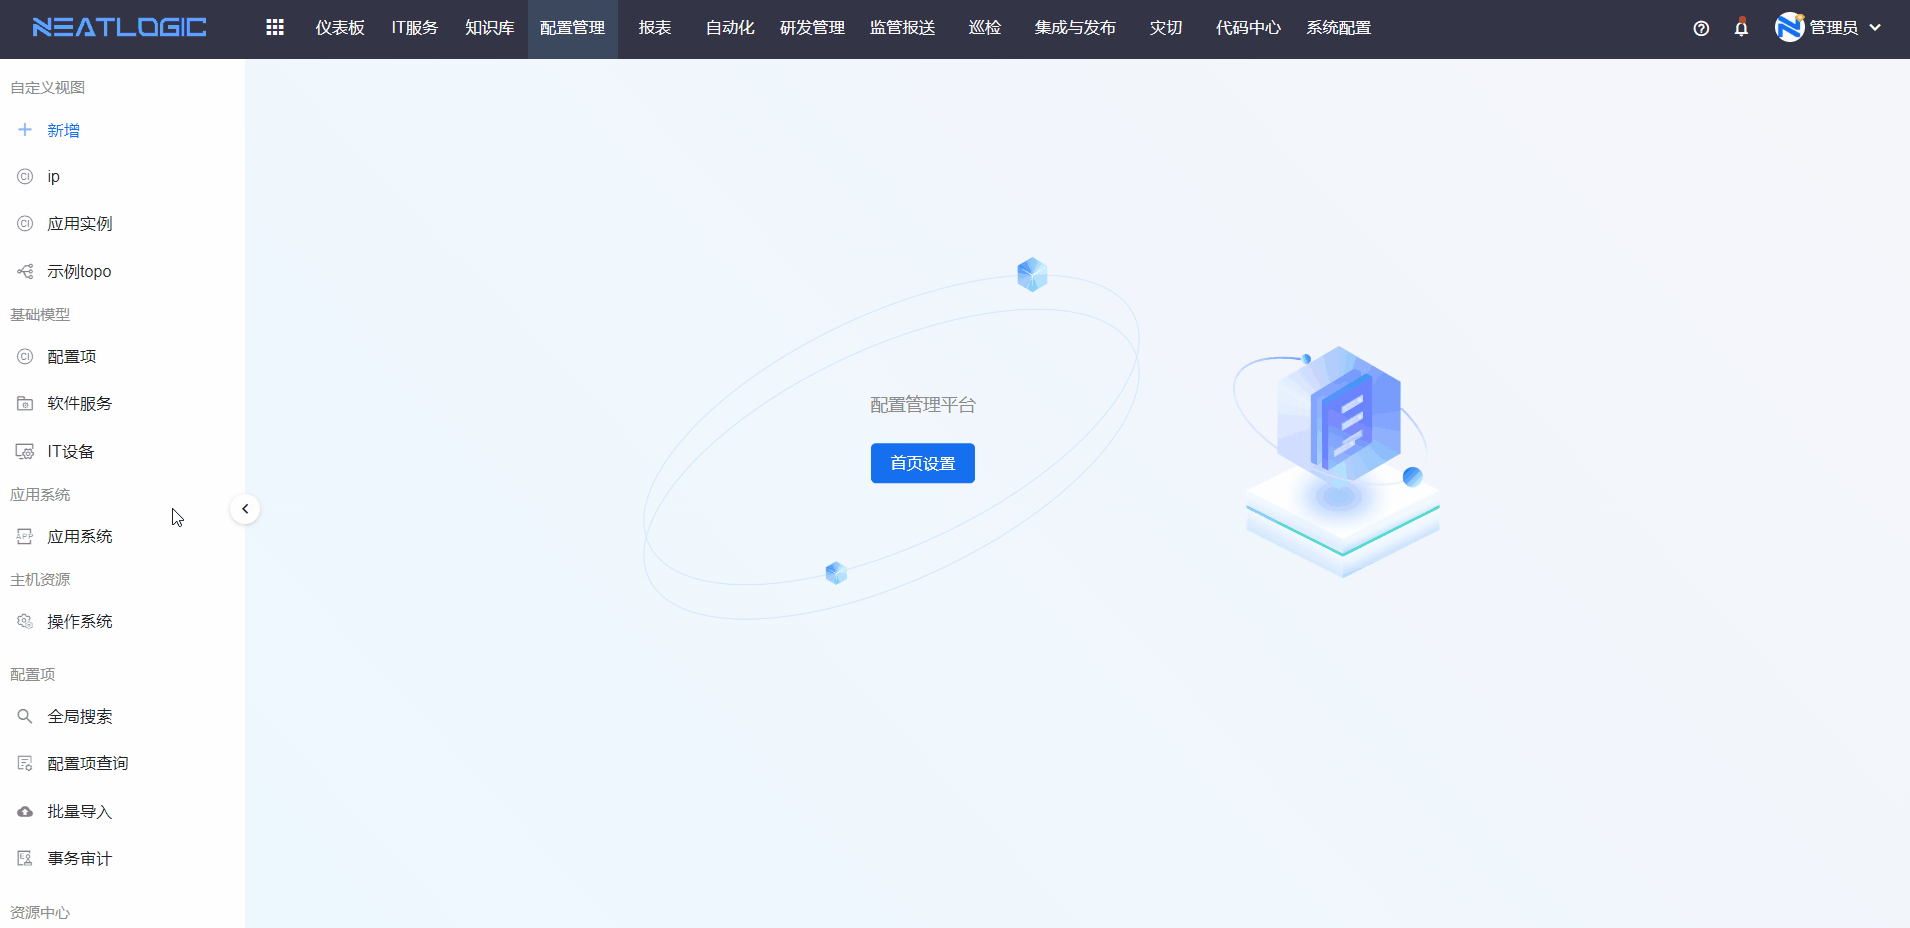 NEATLOGIC 仪表板 IT服务 知识库 配置管理 报表 自动化 研发管理 监管报送 巡检 集成与发布 灾切 代码中心 系统配置 管理员
自定义视图
新增
ip
应用实例
示例topo
基础模型
配置项
软件服务
IT设备
应用系统
应用系统
主机资源
操作系统
配置项
全局搜索
配置项查询
批量导入
事务审计
资源中心
配置管理平台
首页设置